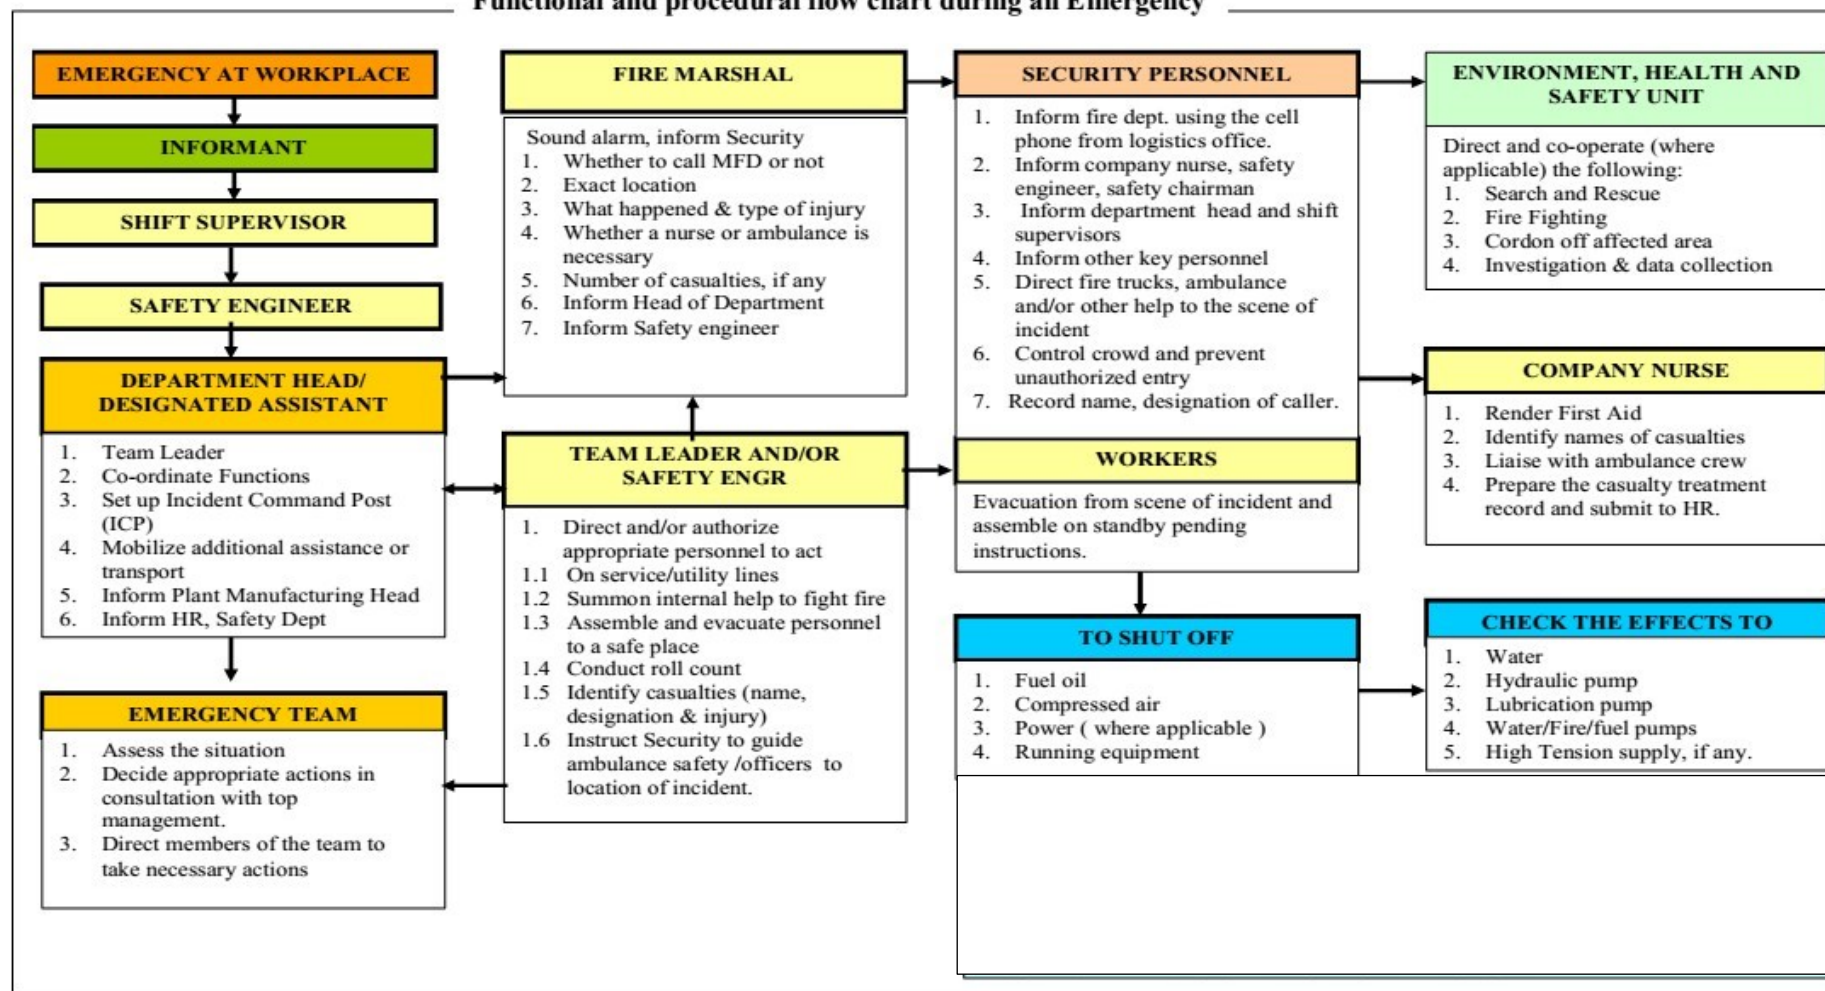 Functional and procedural flow chart during an Emergency
EMERGENCY AT WORKPLACE
INFORMANT
SHIFT SUPERVISOR
SAFETY ENGINEER
DEPARTMENT HEAD/
DESIGNATED ASSISTANT
1. Team Leader
2. Co-ordinate Functions
3. Set up Incident Command Post
(ICP)
4. Mobilize additional assistance or
transport
5. Inform Plant Manufacturing Head
6. Inform HR, Safety Dept
EMERGENCY TEAM
1. Assess the situation
2. Decide appropriate actions in
consultation with top
management.
3. Direct members of the team to
take necessary actions
FIRE MARSHAL
Sound alarm, inform Security
1. Whether to call MFD or not
2. Exact location
3. What happened & type of injury
4. Whether a nurse or ambulance is
necessary
5. Number of casualties, if any
6. Inform Head of Department
7. Inform Safety engineer
TEAM LEADER AND/OR
SAFETY ENGR
1. Direct and/or authorize
appropriate personnel to act
1.1 On service/utility lines
1.2 Summon internal help to fight fire
1.3 Assemble and evacuate personnel
to a safe place
1.4 Conduct roll count
1.5 Identify casualties (name,
designation & injury)
1.6 Instruct Security to guide
ambulance safety /officers to
location of incident.
SECURITY PERSONNEL
1. Inform fire dept. using the cell
phone from logistics office.
2. Inform company nurse, safety
engineer, safety chairman
3. Inform department head and shift
supervisors
4. Inform other key personnel
5. Direct fire trucks, ambulance
and/or other help to the scene of
incident
6. Control crowd and prevent
unauthorized entry
7. Record name, designation of caller.
WORKERS
Evacuation from scene of incident and
assemble on standby pending
instructions.
TO SHUT OFF
1. Fuel oil
2. Compressed air
3. Power ( where applicable )
4. Running equipment
ENVIRONMENT, HEALTH AND
SAFETY UNIT
Direct and co-operate (where
applicable) the following:
1. Search and Rescue
2. Fire Fighting
3. Cordon off affected area
4. Investigation & data collection
COMPANY NURSE
1. Render First Aid
2. Identify names of casualties
3. Liaise with ambulance crew
4. Prepare the casualty treatment
record and submit to HR.
CHECK THE EFFECTS TO
1. Water
2. Hydraulic pump
3. Lubrication pump
4. Water/Fire/fuel pumps
5. High Tension supply, if any.